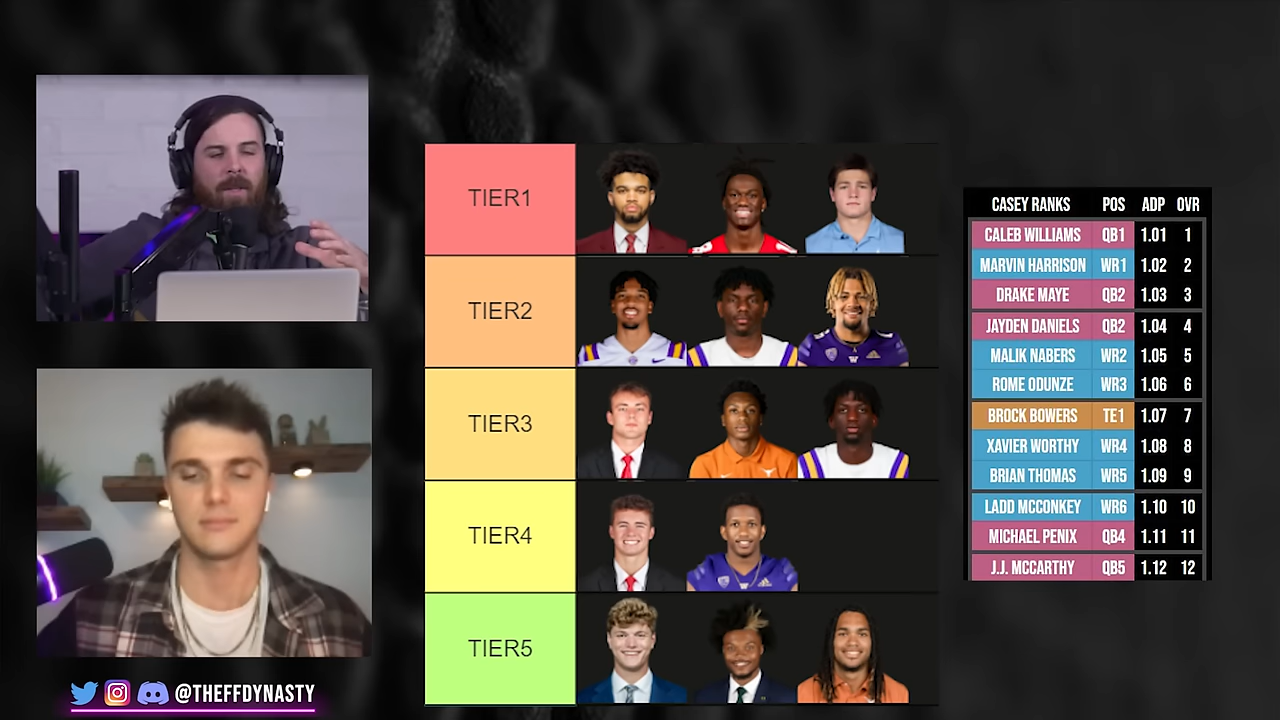 TIER1
TIER2
TIER3
TIER4
TIER5
CASEY RANKS POS ADP OVR
CALEB WILLIAMS QB1 1.01 1
MARVIN HARRISON WR1 1.02 2
DRAKE MAYE QB2 1.03 3
JAYDEN DANIELS QB2 1.04 4
MALIK NABERS WR2 1.05 5
ROME ODUNZE WR3 1.06 6
BROCK BOWERS TE1 1.07 7
XAVIER WORTHY WR4 1.08 8
BRIAN THOMAS WR5 1.09 9
LADD MCCONKEY WR6 1.10 10
MICHAEL PENIX QB4 1.11 11
J.J. MCCARTHY QB5 1.12 12
@THEFFDYNASTY